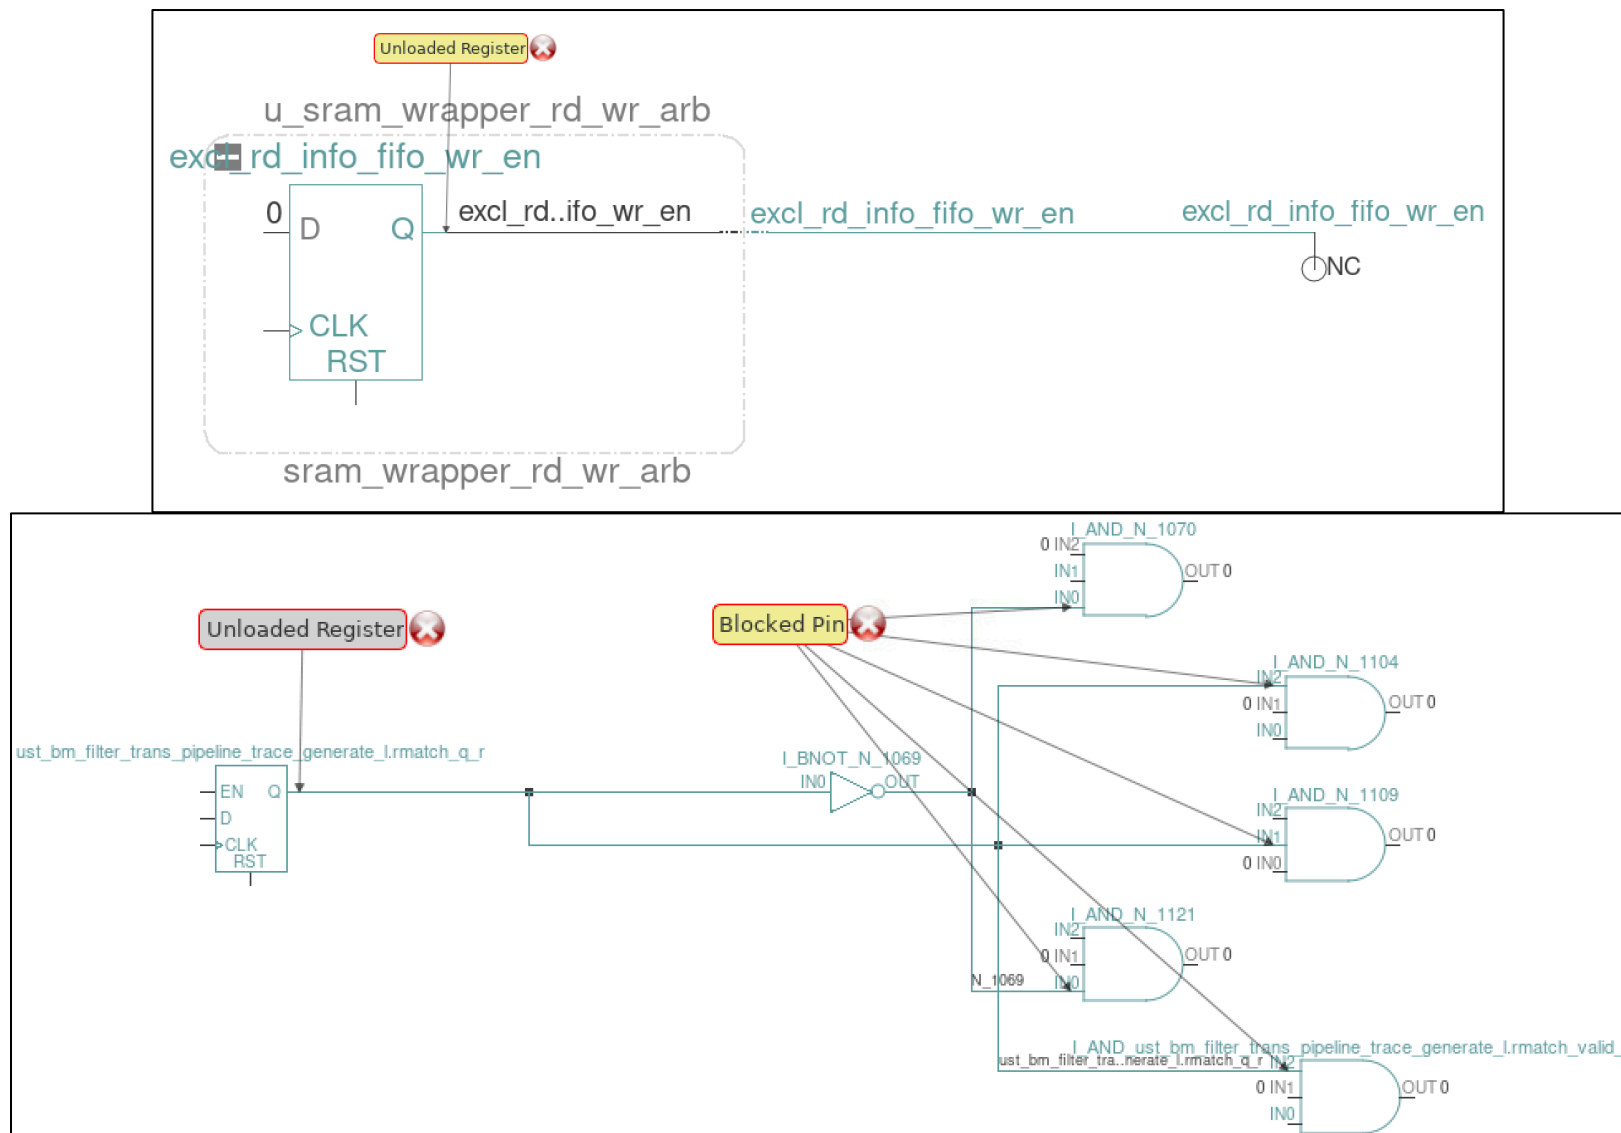 Unloaded Register
u_sram_wrapper_rd_wr_arb
excl_rd_info_fifo_wr_en
0 D Q excl_rd..ifo_wr_en excl_rd_info_fifo_wr_en excl_rd_info_fifo_wr_en
NC
CLK
RST
sram_wrapper_rd_wr_arb
I_AND_N_1070
0 IN2
IN1 OUT 0
IN0
Unloaded Register
Blocked Pin
I_AND_N_1104
IN2
0 IN1 OUT 0
IN0
ust_bm_filter_trans_pipeline_trace_generate_l.rmatch_q_r
I_BNOT_N_1069
IN0 OUT
EN Q
D
CLK
RST
I_AND_N_1109
IN2
IN1 OUT 0
0 IN0
I_AND_N_1121
IN2
0 IN1 OUT 0
N_1069 IN0
I_AND_ust_bm_filter_trans_pipeline_trace_generate_l.rmatch_valid_
ust_bm_filter_tra..nerate_l.rmatch_q_r IN2
0 IN1 OUT 0
IN0